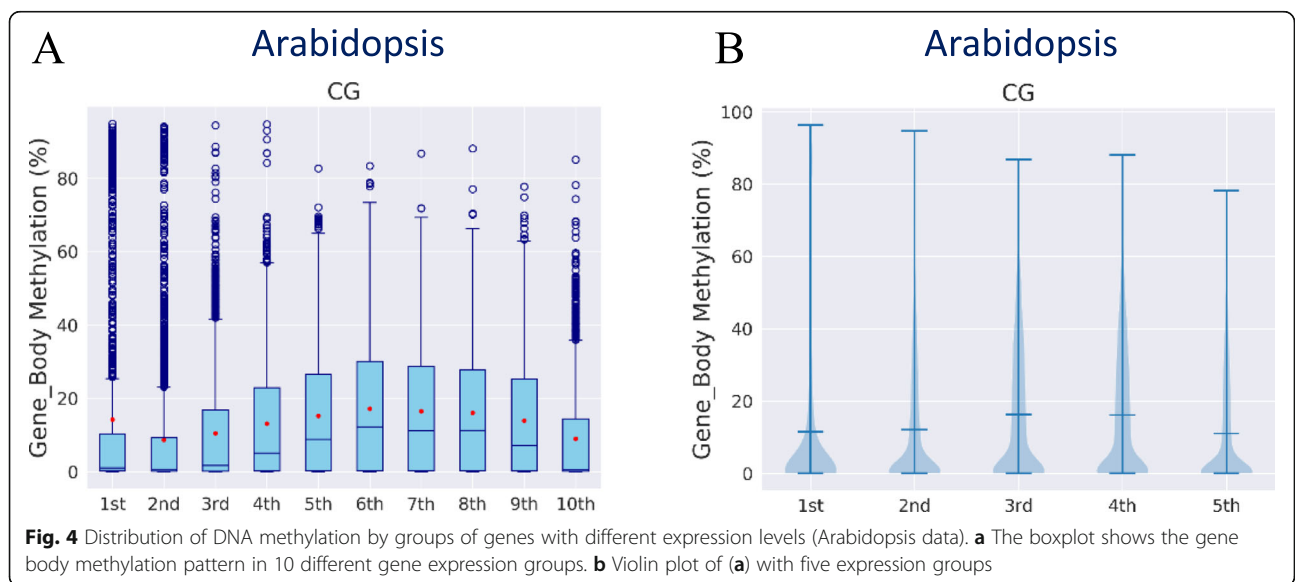 A
Arabidopsis
CG
Gene_Body Methylation (%)
80
60
40
20
0
1st 2nd 3rd 4th 5th 6th 7th 8th 9th 10th
B
Arabidopsis
CG
Gene_Body Methylation (%)
100
80
60
40
20
0
1st 2nd 3rd 4th 5th
Fig. 4 Distribution of DNA methylation by groups of genes with different expression levels (Arabidopsis data). a The boxplot shows the gene
body methylation pattern in 10 different gene expression groups. b Violin plot of (a) with five expression groups